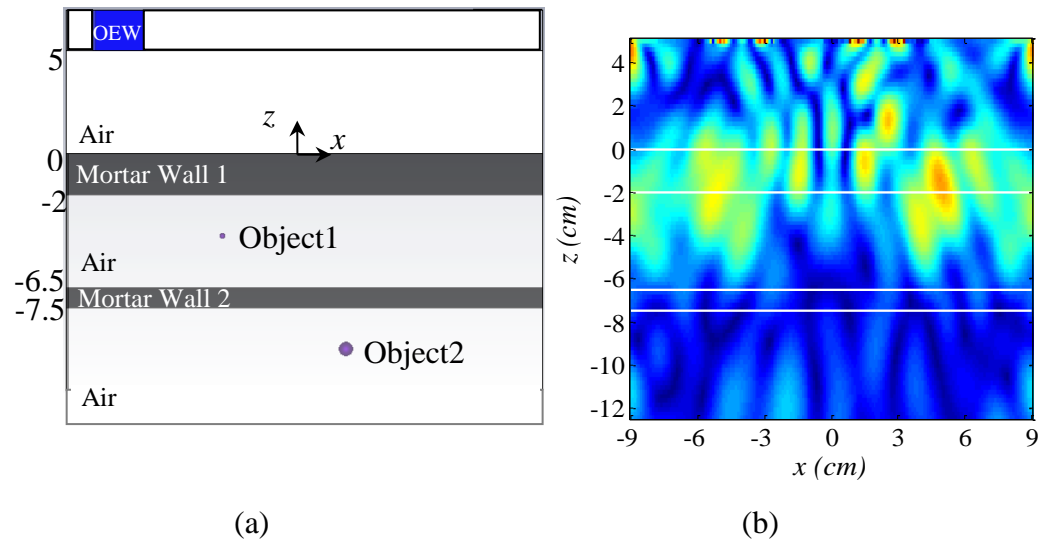 OEW
5
z
x
Air
0
Mortar Wall 1
-2
Object1
Air
-6.5
Mortar Wall 2
-7.5
Object2
Air
(a)
4
2
0
-2
-4
-6
-8
-10
-12
z (cm)
-9 -6 -3 0 3 6 9
x (cm)
(b)